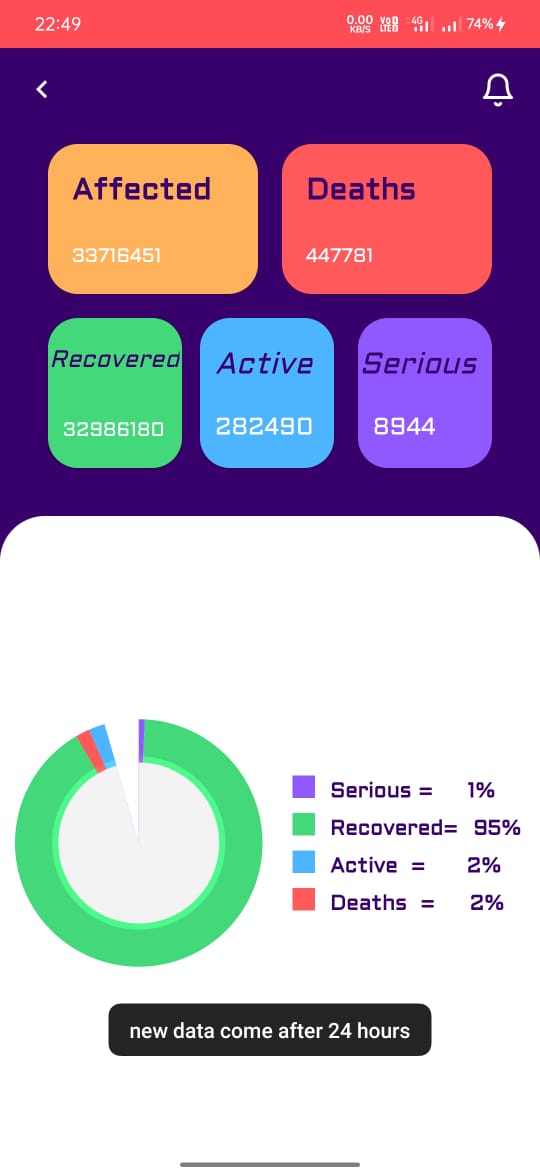 22:49 0.00 KB/S VoD LTE 4G 74%
Affected Deaths
33716451 447781
Recovered Active Serious
32986180 282490 8944
Serious = 1%
Recovered= 95%
Active = 2%
Deaths = 2%
new data come after 24 hours